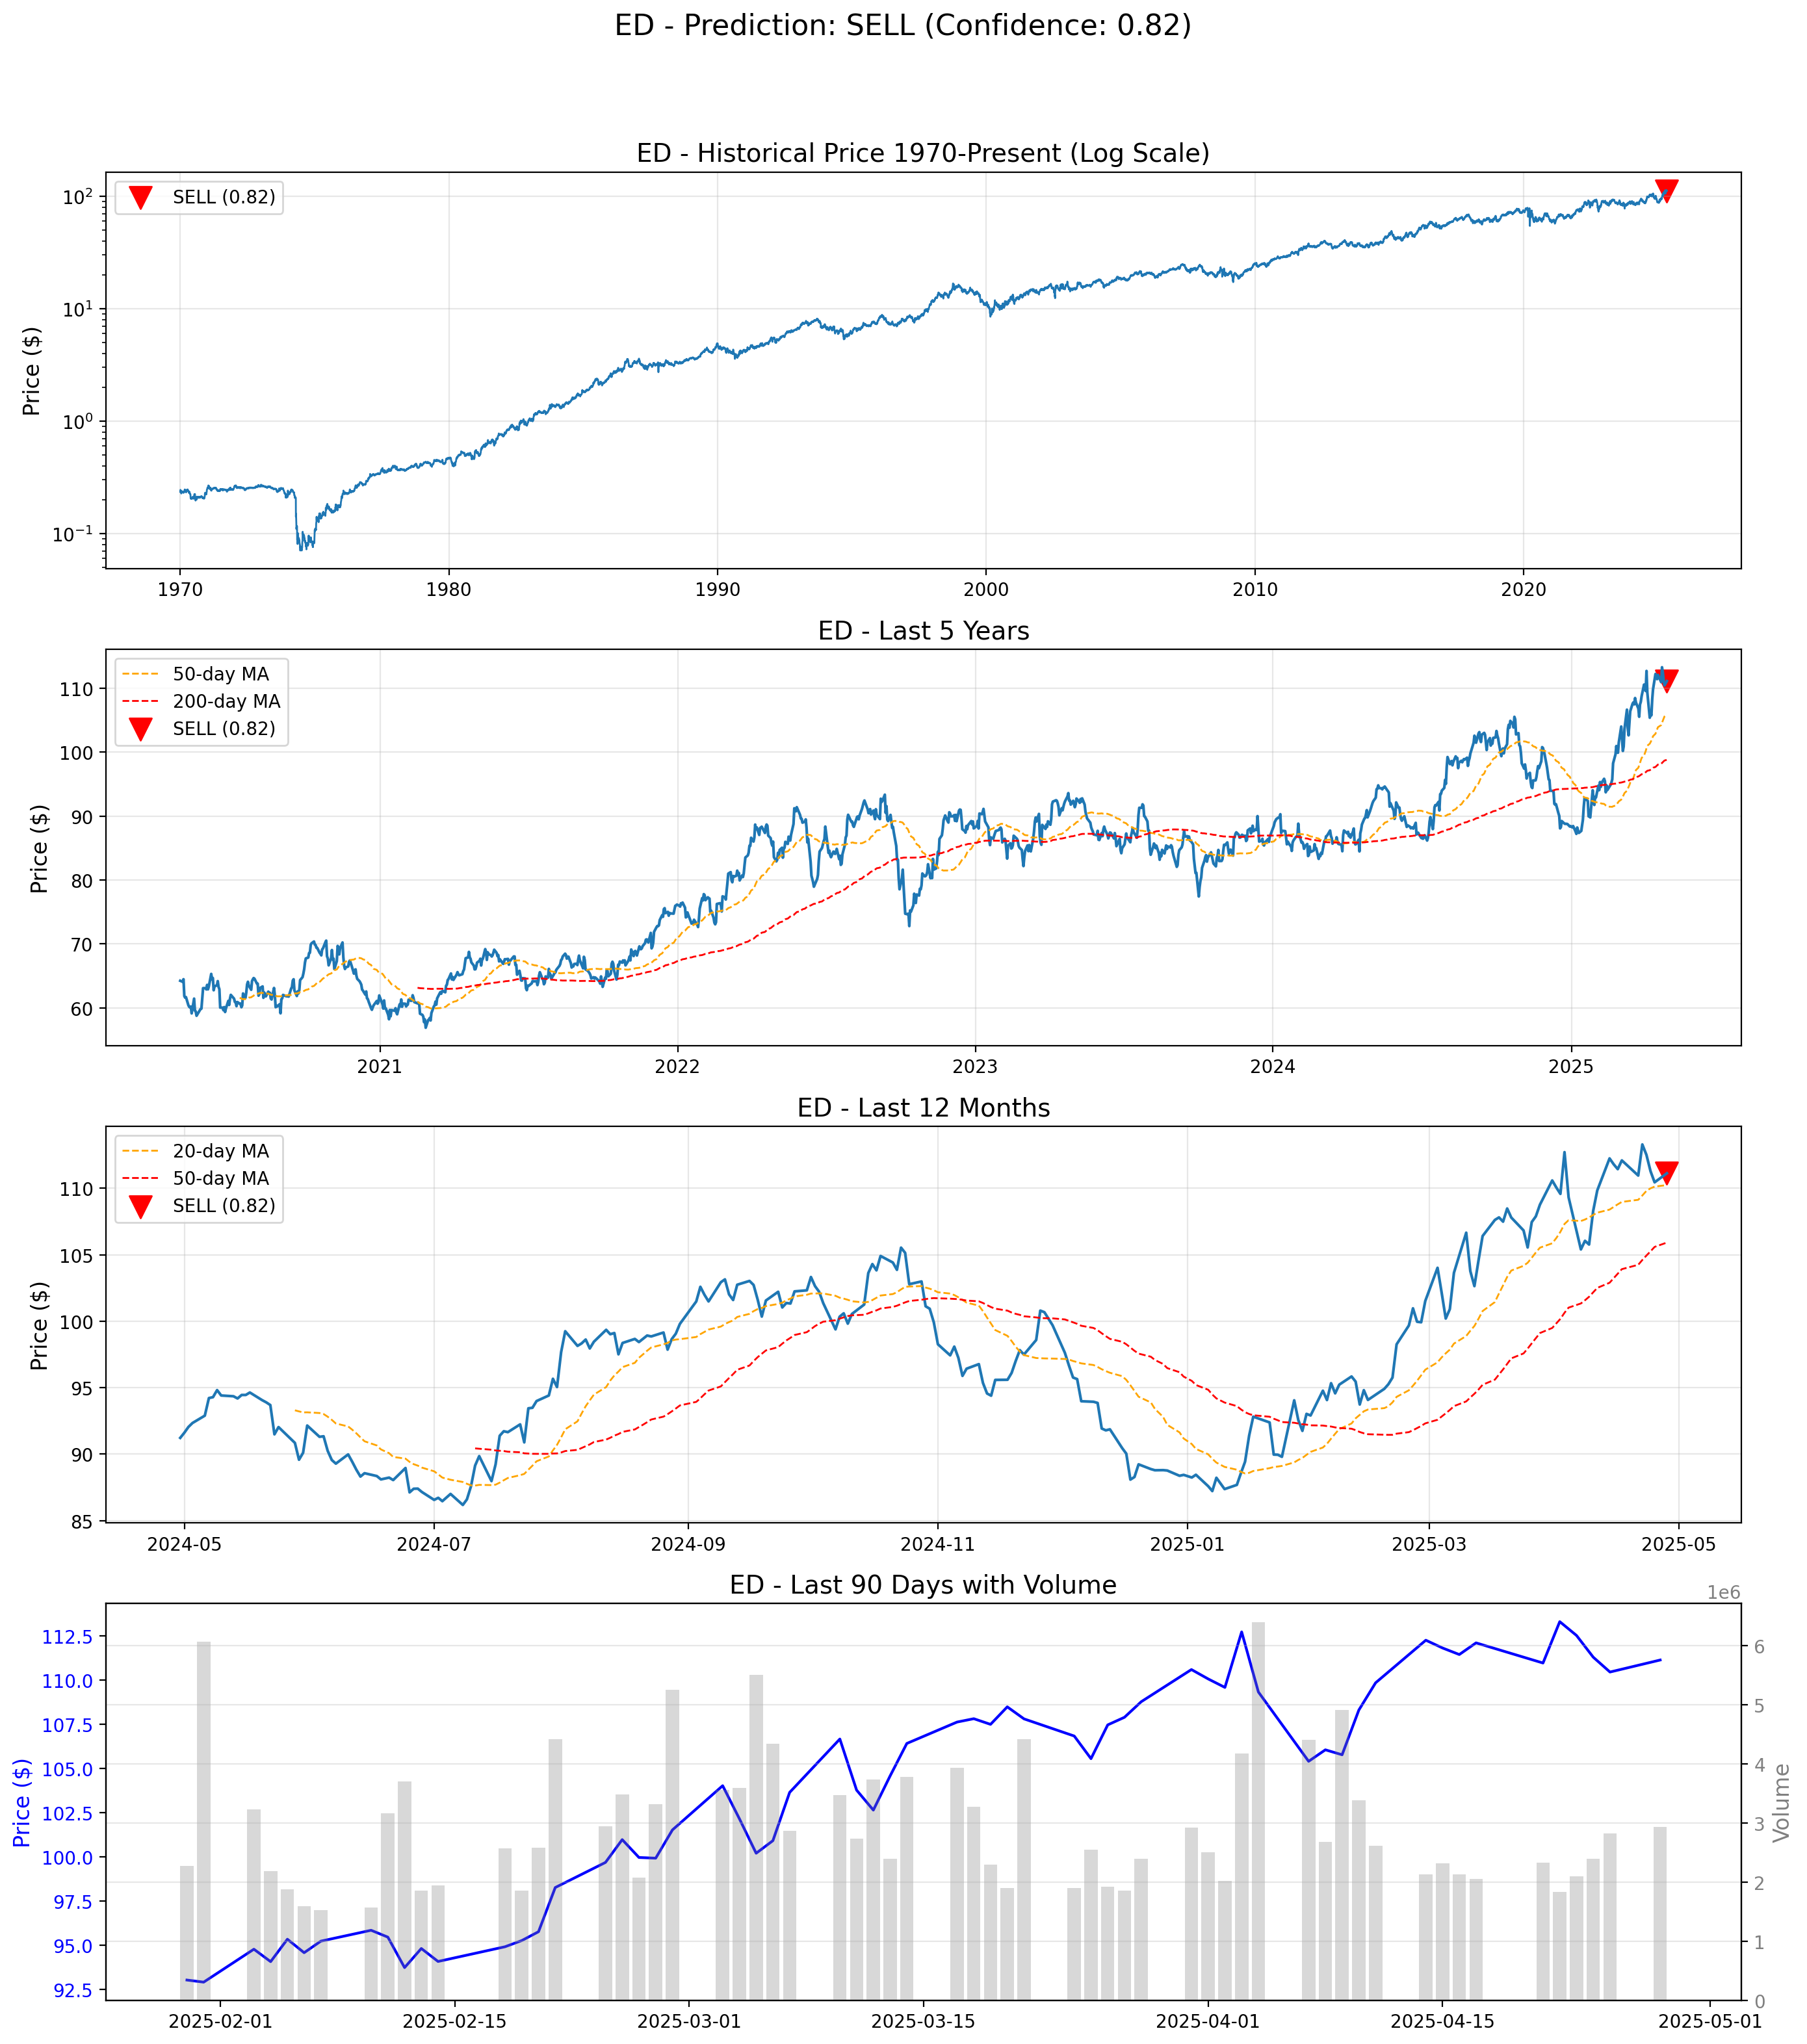 ED - Prediction: SELL (Confidence: 0.82)
ED - Historical Price 1970-Present (Log Scale)
SELL (0.82)
Price ($)
10²
10¹
10⁰
10⁻¹
1970 1980 1990 2000 2010 2020
ED - Last 5 Years
50-day MA
200-day MA
SELL (0.82)
Price ($)
110
100
90
80
70
60
2021 2022 2023 2024 2025
ED - Last 12 Months
20-day MA
50-day MA
SELL (0.82)
Price ($)
110
105
100
95
90
85
2024-05 2024-07 2024-09 2024-11 2025-01 2025-03 2025-05
ED - Last 90 Days with Volume
1e6
Price ($)
112.5
110.0
107.5
105.0
102.5
100.0
97.5
95.0
92.5
6
5
4
3
2
1
0
Volume
2025-02-01 2025-02-15 2025-03-01 2025-03-15 2025-04-01 2025-04-15 2025-05-01